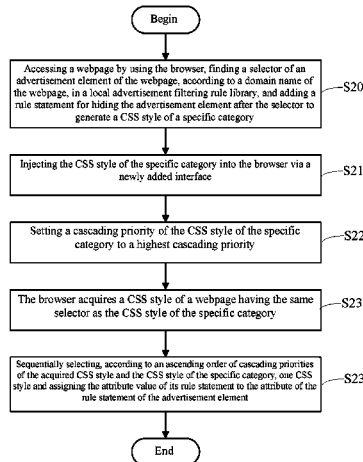 Begin
Accessing a webpage by using the browser, finding a selector of an
advertisement element of the webpage, according to a domain name of
the webpage, in a local advertisement filtering rule library, and adding a
rule statement for hiding the advertisement element after the selector to
generate a CSS style of a specific category
S20
Injecting the CSS style of the specific category into the browser via a
newly added interface
S21
Setting a cascading priority of the CSS style of the specific
category to a highest cascading priority
S22
The browser acquires a CSS style of a webpage having the same
selector as the CSS style of the specific category
S23
Sequentially selecting, according to an ascending order of cascading priorities
of the acquired CSS style and the CSS style of the specific category, one CSS
style and assigning the attribute value of its rule statement to the attribute of the
rule statement of the advertisement element
S23
End